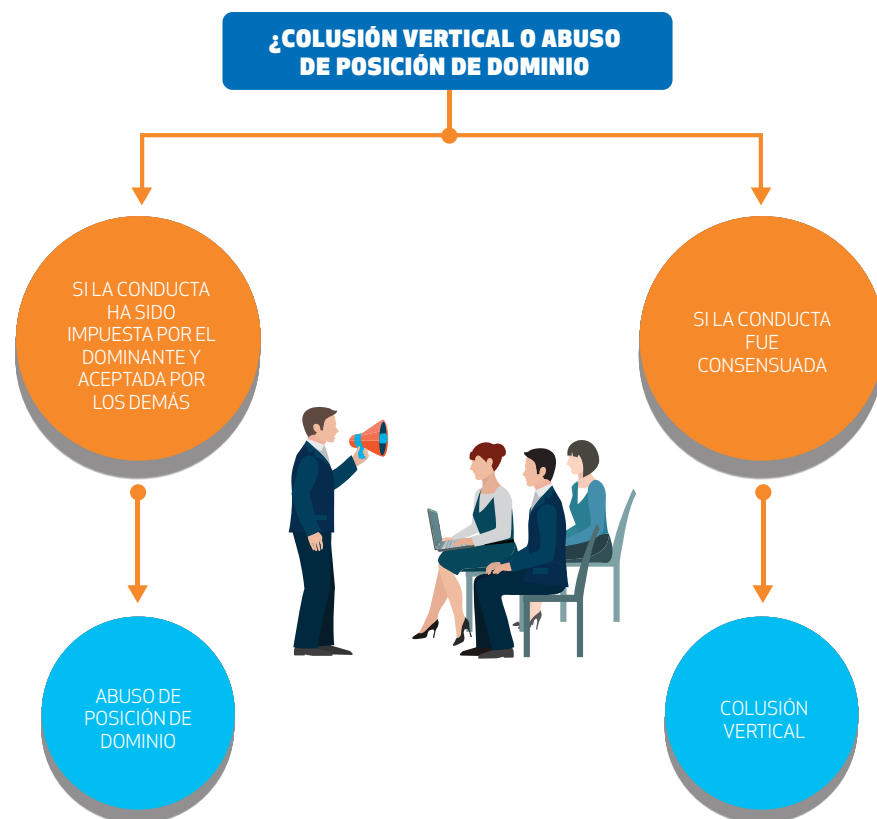 ¿COLUSIÓN VERTICAL O ABUSO
DE POSICIÓN DE DOMINIO
SI LA CONDUCTA
HA SIDO
IMPUESTA POR EL
DOMINANTE Y
ACEPTADA POR
LOS DEMÁS
SI LA CONDUCTA
FUE
CONSENSUADA
ABUSO DE
POSICIÓN DE
DOMINIO
COLUSIÓN
VERTICAL